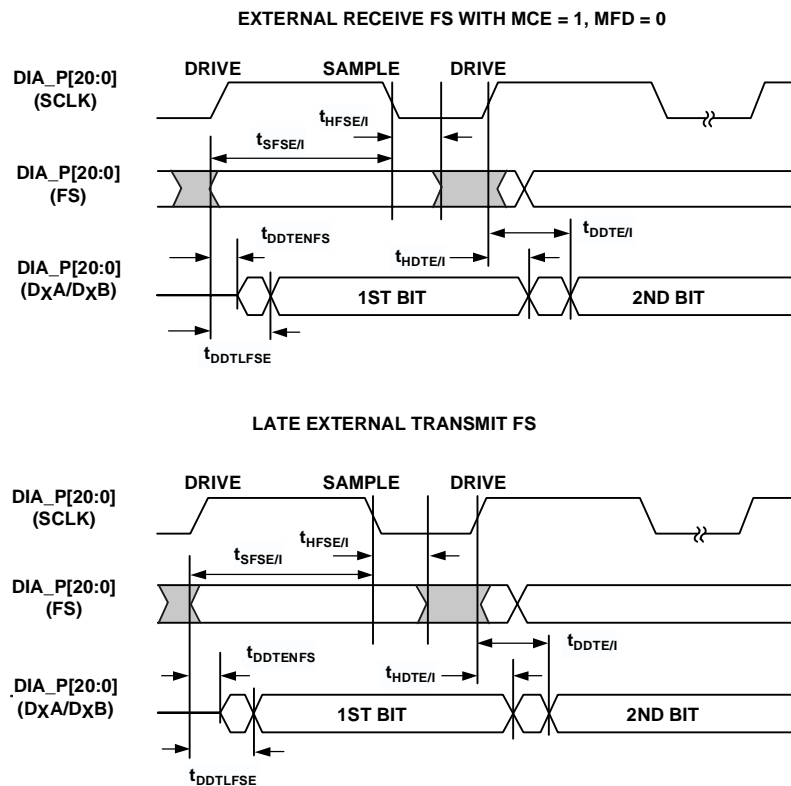 EXTERNAL RECEIVE FS WITH MCE = 1, MFD = 0
DIA_P[20:0]
(SCLK)
DRIVE SAMPLE DRIVE
tHFSE/I
tSFSE/I
DIA_P[20:0]
(FS)
tDDTENFS
tHDTE/I
tDDTE/I
DIA_P[20:0]
(DXA/DXB)
1ST BIT 2ND BIT
tDDTLFSE
LATE EXTERNAL TRANSMIT FS
DIA_P[20:0]
(SCLK)
DRIVE SAMPLE DRIVE
tHFSE/I
tSFSE/I
DIA_P[20:0]
(FS)
tDDTENFS
tHDTE/I
tDDTE/I
DIA_P[20:0]
(DXA/DXB)
1ST BIT 2ND BIT
tDDTLFSE